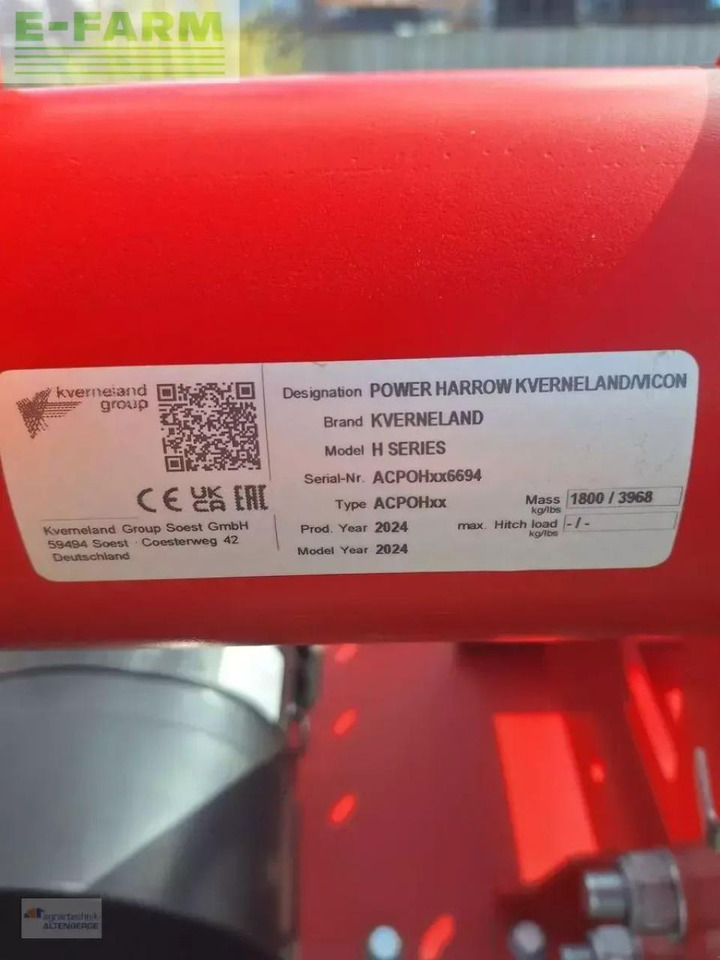 E-FARM
kverneland
group
CE UK CA EAC
Kverneland Group Soest GmbH
59494 Soest · Coesterweg 42
Deutschland
Designation POWER HARROW KVERNELAND/VICON
Brand KVERNELAND
Model H SERIES
Serial-Nr. ACPOHxx6694
Type ACPOHxx
Mass kg/lbs 1800 / 3968
Prod. Year 2024
max. Hitch load kg/lbs - / -
Model Year 2024
agrartechnik
ALTENBERGE